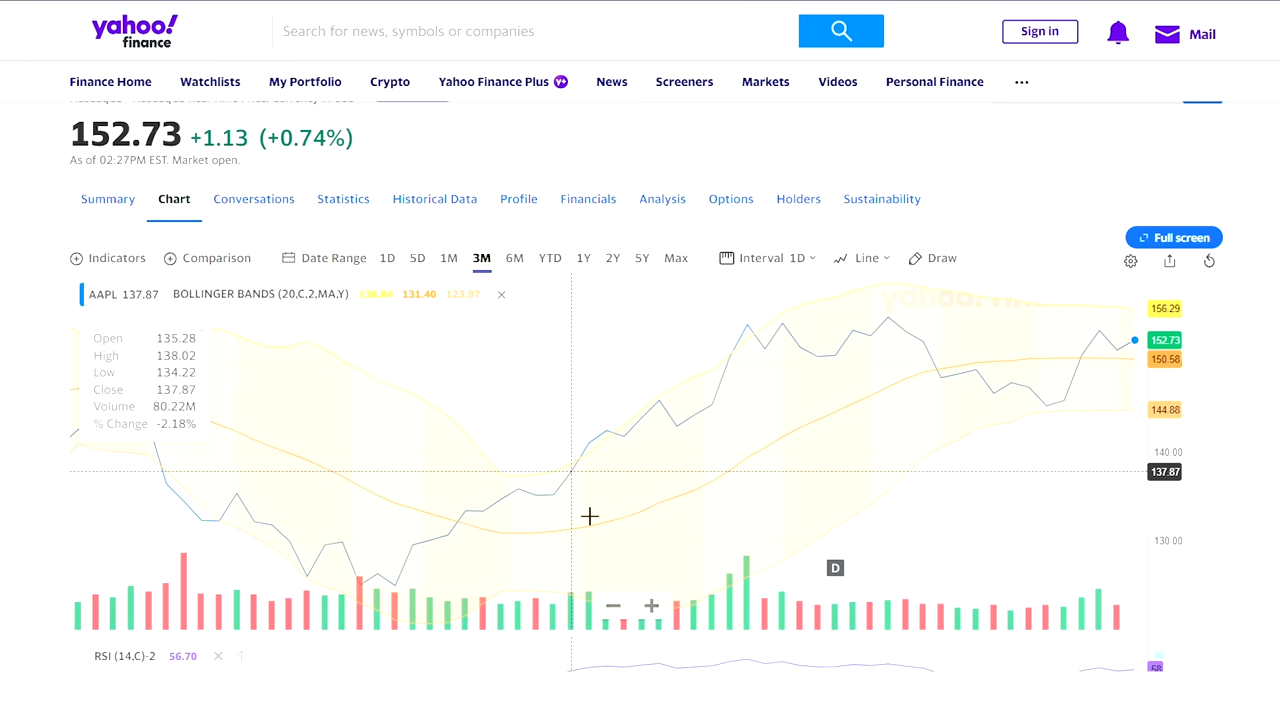 yahoo!
finance
Search for news, symbols or companies
Sign in
Mail
Finance Home Watchlists My Portfolio Crypto Yahoo Finance Plus Y+ News Screeners Markets Videos Personal Finance ...
152.73 +1.13 (+0.74%)
As of 02:27PM EST. Market open.
Summary Chart Conversations Statistics Historical Data Profile Financials Analysis Options Holders Sustainability
Full screen
Indicators Comparison Date Range 1D 5D 1M 3M 6M YTD 1Y 2Y 5Y Max Interval 1D Line Draw
AAPL 137.87 BOLLINGER BANDS (20,C,2,MA,Y) 131.40 123.97
Open 135.28
High 138.02
Low 134.22
Close 137.87
Volume 80.22M
% Change -2.18%
156.29
152.73
150.58
144.88
140.00
137.87
130.00
D
RSI (14,C)-2 56.70